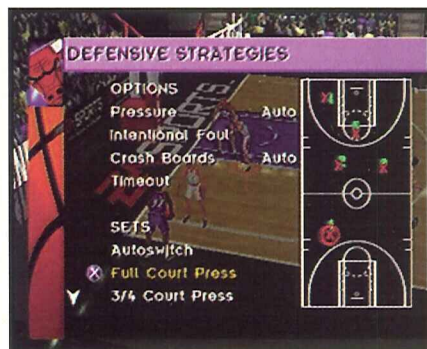 DEFENSIVE STRATEGIES
OPTIONS
Pressure Auto
Intentional Foul
Crash Boards Auto
Timeout
SETS
Autoswitch
Full Court Press
3/4 Court Press